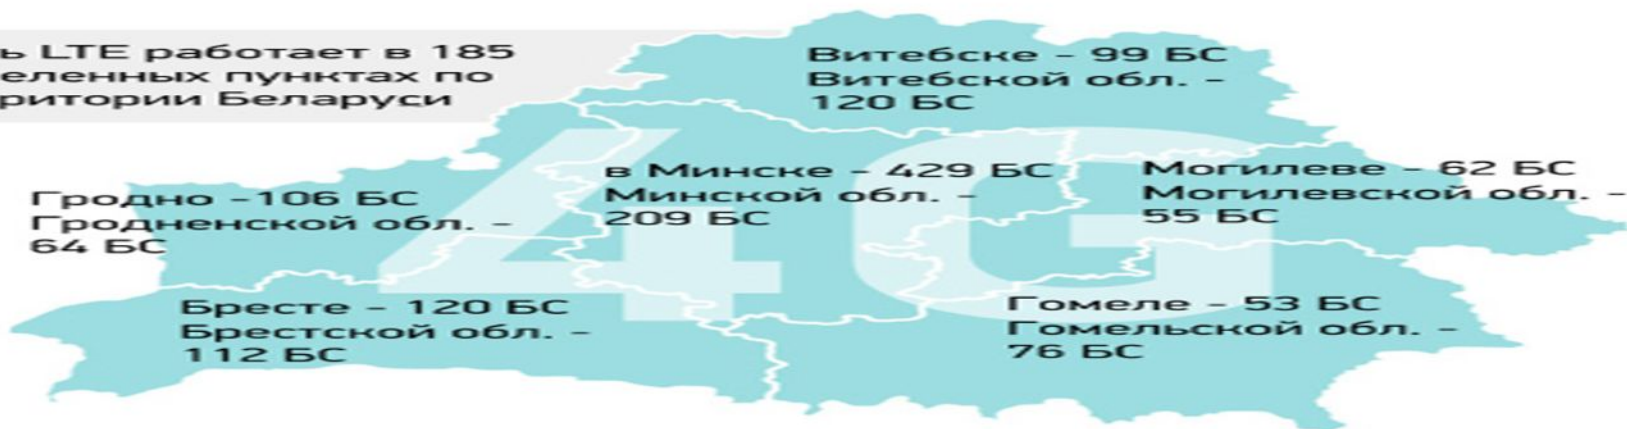 ь LTE работает в 185
еленных пунктах по
ритории Беларуси
Витебске - 99 БС
Витебской обл. -
120 БС
в Минске - 429 БС
Минской обл. -
209 БС
Могилеве - 62 БС
Могилевской обл. -
55 БС
Гродно -106 БС
Гродненской обл. -
64 БС
Бресте - 120 БС
Брестской обл. -
112 БС
Гомеле - 53 БС
Гомельской обл. -
76 БС
4G